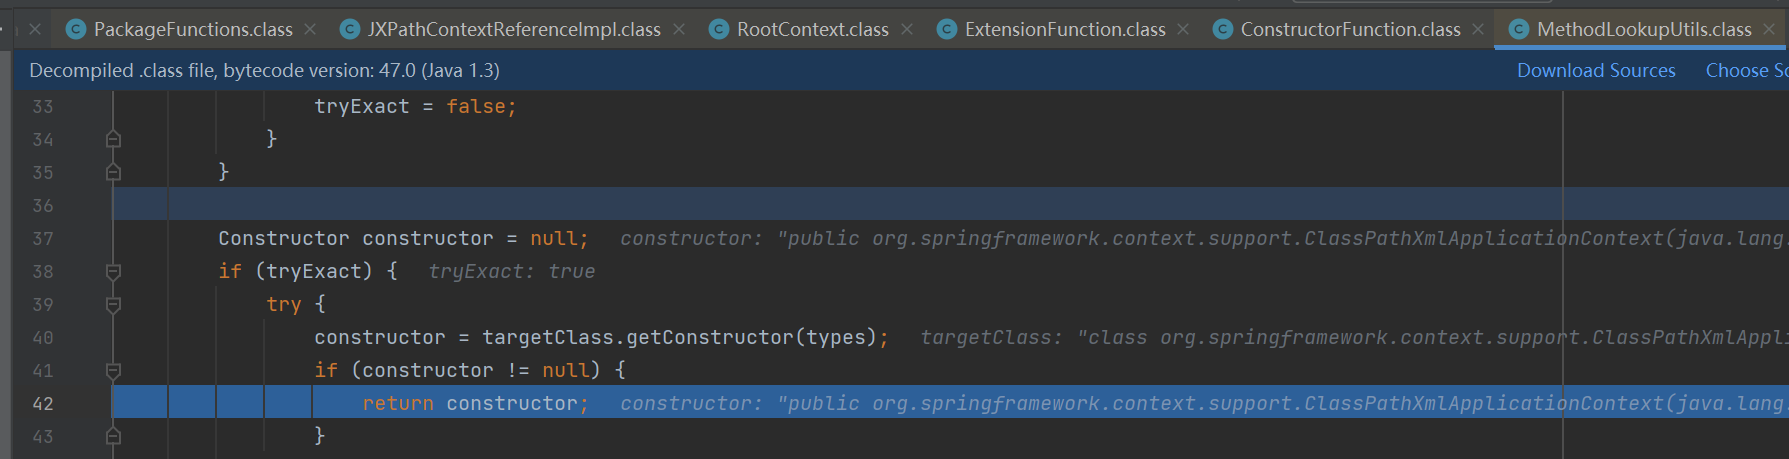 PackageFunctions.class JXPathContextReferenceImpl.class RootContext.class ExtensionFunction.class ConstructorFunction.class MethodLookupUtils.class
Decompiled .class file, bytecode version: 47.0 (Java 1.3) Download Sources Choose So
33 tryExact = false;
34 }
35 }
36
37 Constructor constructor = null; constructor: "public org.springframework.context.support.ClassPathXmlApplicationContext(java.lang.
38 if (tryExact) { tryExact: true
39 try {
40 constructor = targetClass.getConstructor(types); targetClass: "class org.springframework.context.support.ClassPathXmlAppli
41 if (constructor != null) {
42 return constructor; constructor: "public org.springframework.context.support.ClassPathXmlApplicationContext(java.lang.
43 }